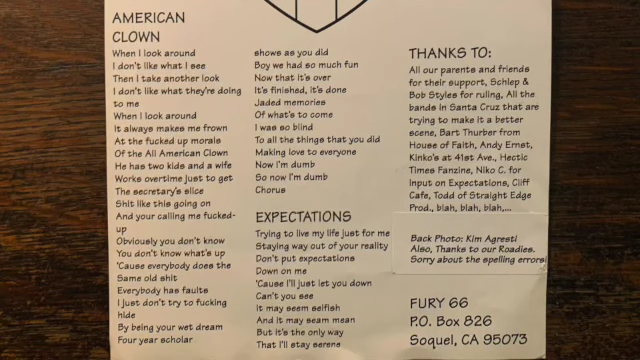 AMERICAN
CLOWN
When I look around
I don't like what I see
Then I take another look
I don't like what they're doing
to me
When I look around
It always makes me frown
At the fucked up morals
Of the All American Clown
He has two kids and a wife
Works overtime just to get
The secretary's slice
Shit like this going on
And your calling me fucked-
up
Obviously you don't know
You don't know what's up
'Cause everybody does the
Same old shit
Everybody has faults
I just don't try to fucking
hide
By being your wet dream
Four year scholar
shows as you did
Boy we had so much fun
Now that it's over
It's finished, it's done
Jaded memories
Of what's to come
I was so blind
To all the things that you did
Making love to everyone
Now I'm dumb
So now I'm dumb
Chorus
EXPECTATIONS
Trying to live my life just for me
Staying way out of your reality
Don't put expectations
Down on me
'Cause I'll just let you down
Can't you see
It may seem selfish
And it may seam mean
But it's the only way
That I'll stay serene
THANKS TO:
All our parents and friends
for their support, Schlep &
Bob Styles for ruling, All the
bands in Santa Cruz that are
trying to make it a better
scene, Bart Thurber from
House of Faith, Andy Ernst,
Kinko's at 41st Ave., Hectic
Times Fanzine, Niko C. for
Input on Expectations, Cliff
Cafe, Todd of Straight Edge
Prod., blah, blah, blah,...
Back Photo: Kim Agresti
Also, Thanks to our Roadies.
Sorry about the spelling errors!
FURY 66
P.O. Box 826
Soquel, CA 95073